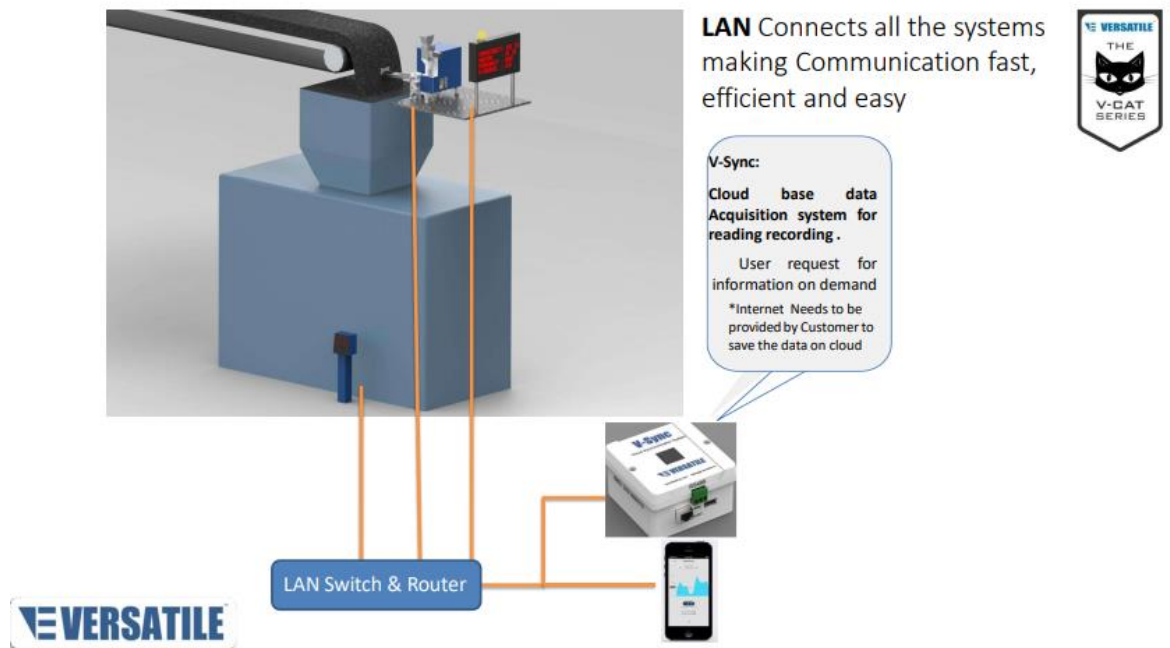 LAN Connects all the systems
making Communication fast,
efficient and easy
VERSATILE
THE
V-CAT
SERIES
V-Sync:
Cloud base data
Acquisition system for
reading recording .
User request for
information on demand
*Internet Needs to be
provided by Customer to
save the data on cloud
V-Sync
VERSATILE
LAN Switch & Router
VERSATILE